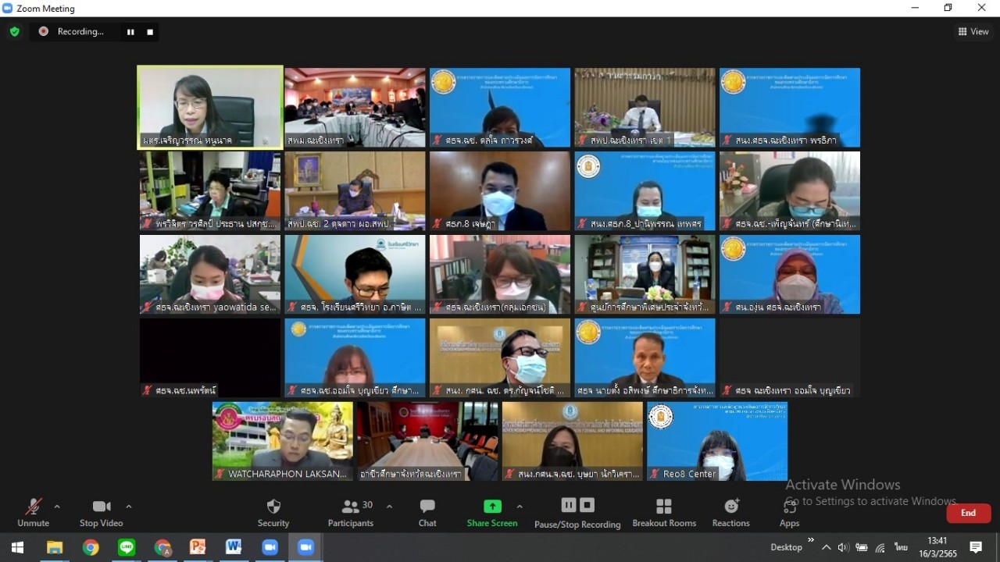 Zoom Meeting
Recording...
View
ผตร.เจริญวรรณ หนูนาค
สพม.ฉะเชิงเทรา
ศธจ.ฉช. ดลใจ ถาวรวงศ์
สพป.ฉะเชิงเทรา เขต 1
สนง.ศธจ.ฉะเชิงเทรา พรธิภา
พรวิจิตร วรศิลป์ ประธาน ปสกช....
สพป.ฉช. 2 ดุจดาว ผอ.สพป.
ศธภ.8 เจษฎา
สนง.ศธภ.8_ปานิพรรณ เทพศร
ศธจ.ฉช.-เพ็ญจันทร์ (ศึกษานิเท...
ศธจ.ฉะเชิงเทรา yaowatida se...
โรงเรียนศรีวิทยา
ศธจ. โรงเรียนศรีวิทยา อ.ภาษิต ...
ศธจ.ฉะเชิงเทรา(กลุ่มเอกชน)
ศูนย์การศึกษาพิเศษประจำจังหวั...
ศน.องุ่น ศธจ.ฉะเชิงเทรา
ศธจ.ฉช.นพรัตน์
ศธจ.ฉช.ออมใจ บุญเขียว ศึกษา...
สนง. กศน. ฉช. ดร.กัญจน์โชติ ...
ศธจ นายตั้ง อสิพงษ์ ศึกษาธิการจังห...
ศธจ ฉะเชิงเทรา ออมใจ บุญเขียว
WATCHARAPHON LAKSAN...
อาชีวศึกษาจังหวัดฉะเชิงเทรา
สนง.กศน.จ.ฉช. บุษยา นักวิเครา...
Reo8 Center
Activate Windows
Go to Settings to activate Windows.
Unmute
Stop Video
Security
Participants
30
Chat
Share Screen
Pause/Stop Recording
Breakout Rooms
Reactions
Apps
End
Desktop
ไทย
13:41
16/3/2565